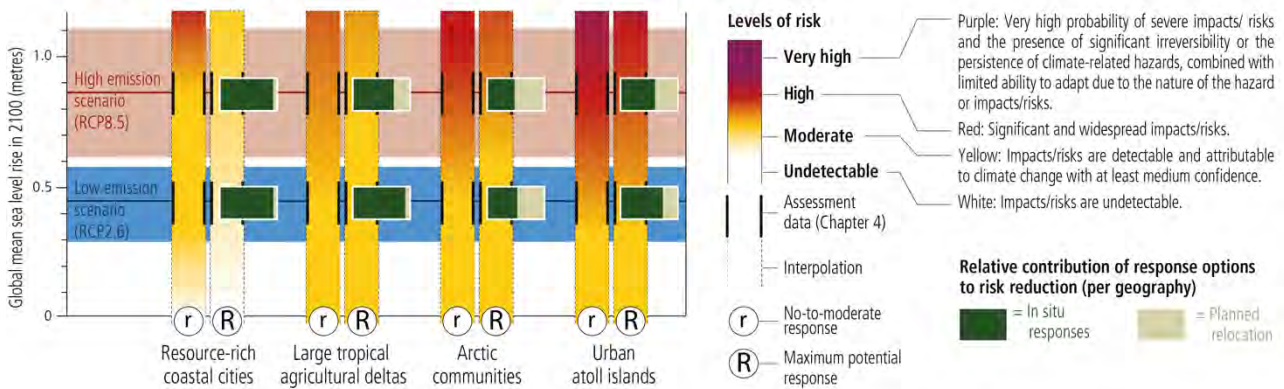 Global mean sea level rise in 2100 (metres)
1.0
0.5
0
High emission
scenario
(RCP8.5)
Low emission
scenario
(RCP2.6)
r
R
r
R
r
R
r
R
Resource-rich
coastal cities
Large tropical
agricultural deltas
Arctic
communities
Urban
atoll islands
Levels of risk
Very high
High
Moderate
Undetectable
Assessment
data (Chapter 4)
Interpolation
r
No-to-moderate
response
R
Maximum potential
response
Purple: Very high probability of severe impacts/ risks
and the presence of significant irreversibility or the
persistence of climate-related hazards, combined with
limited ability to adapt due to the nature of the hazard
or impacts/risks.
Red: Significant and widespread impacts/risks.
Yellow: Impacts/risks are detectable and attributable
to climate change with at least medium confidence.
White: Impacts/risks are undetectable.
Relative contribution of response options
to risk reduction (per geography)
= In situ
responses
= Planned
relocation